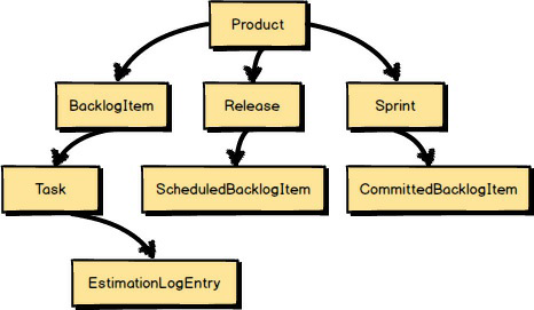 Product
BacklogItem
Release
Sprint
Task
ScheduledBacklogItem
CommittedBacklogItem
EstimationLogEntry